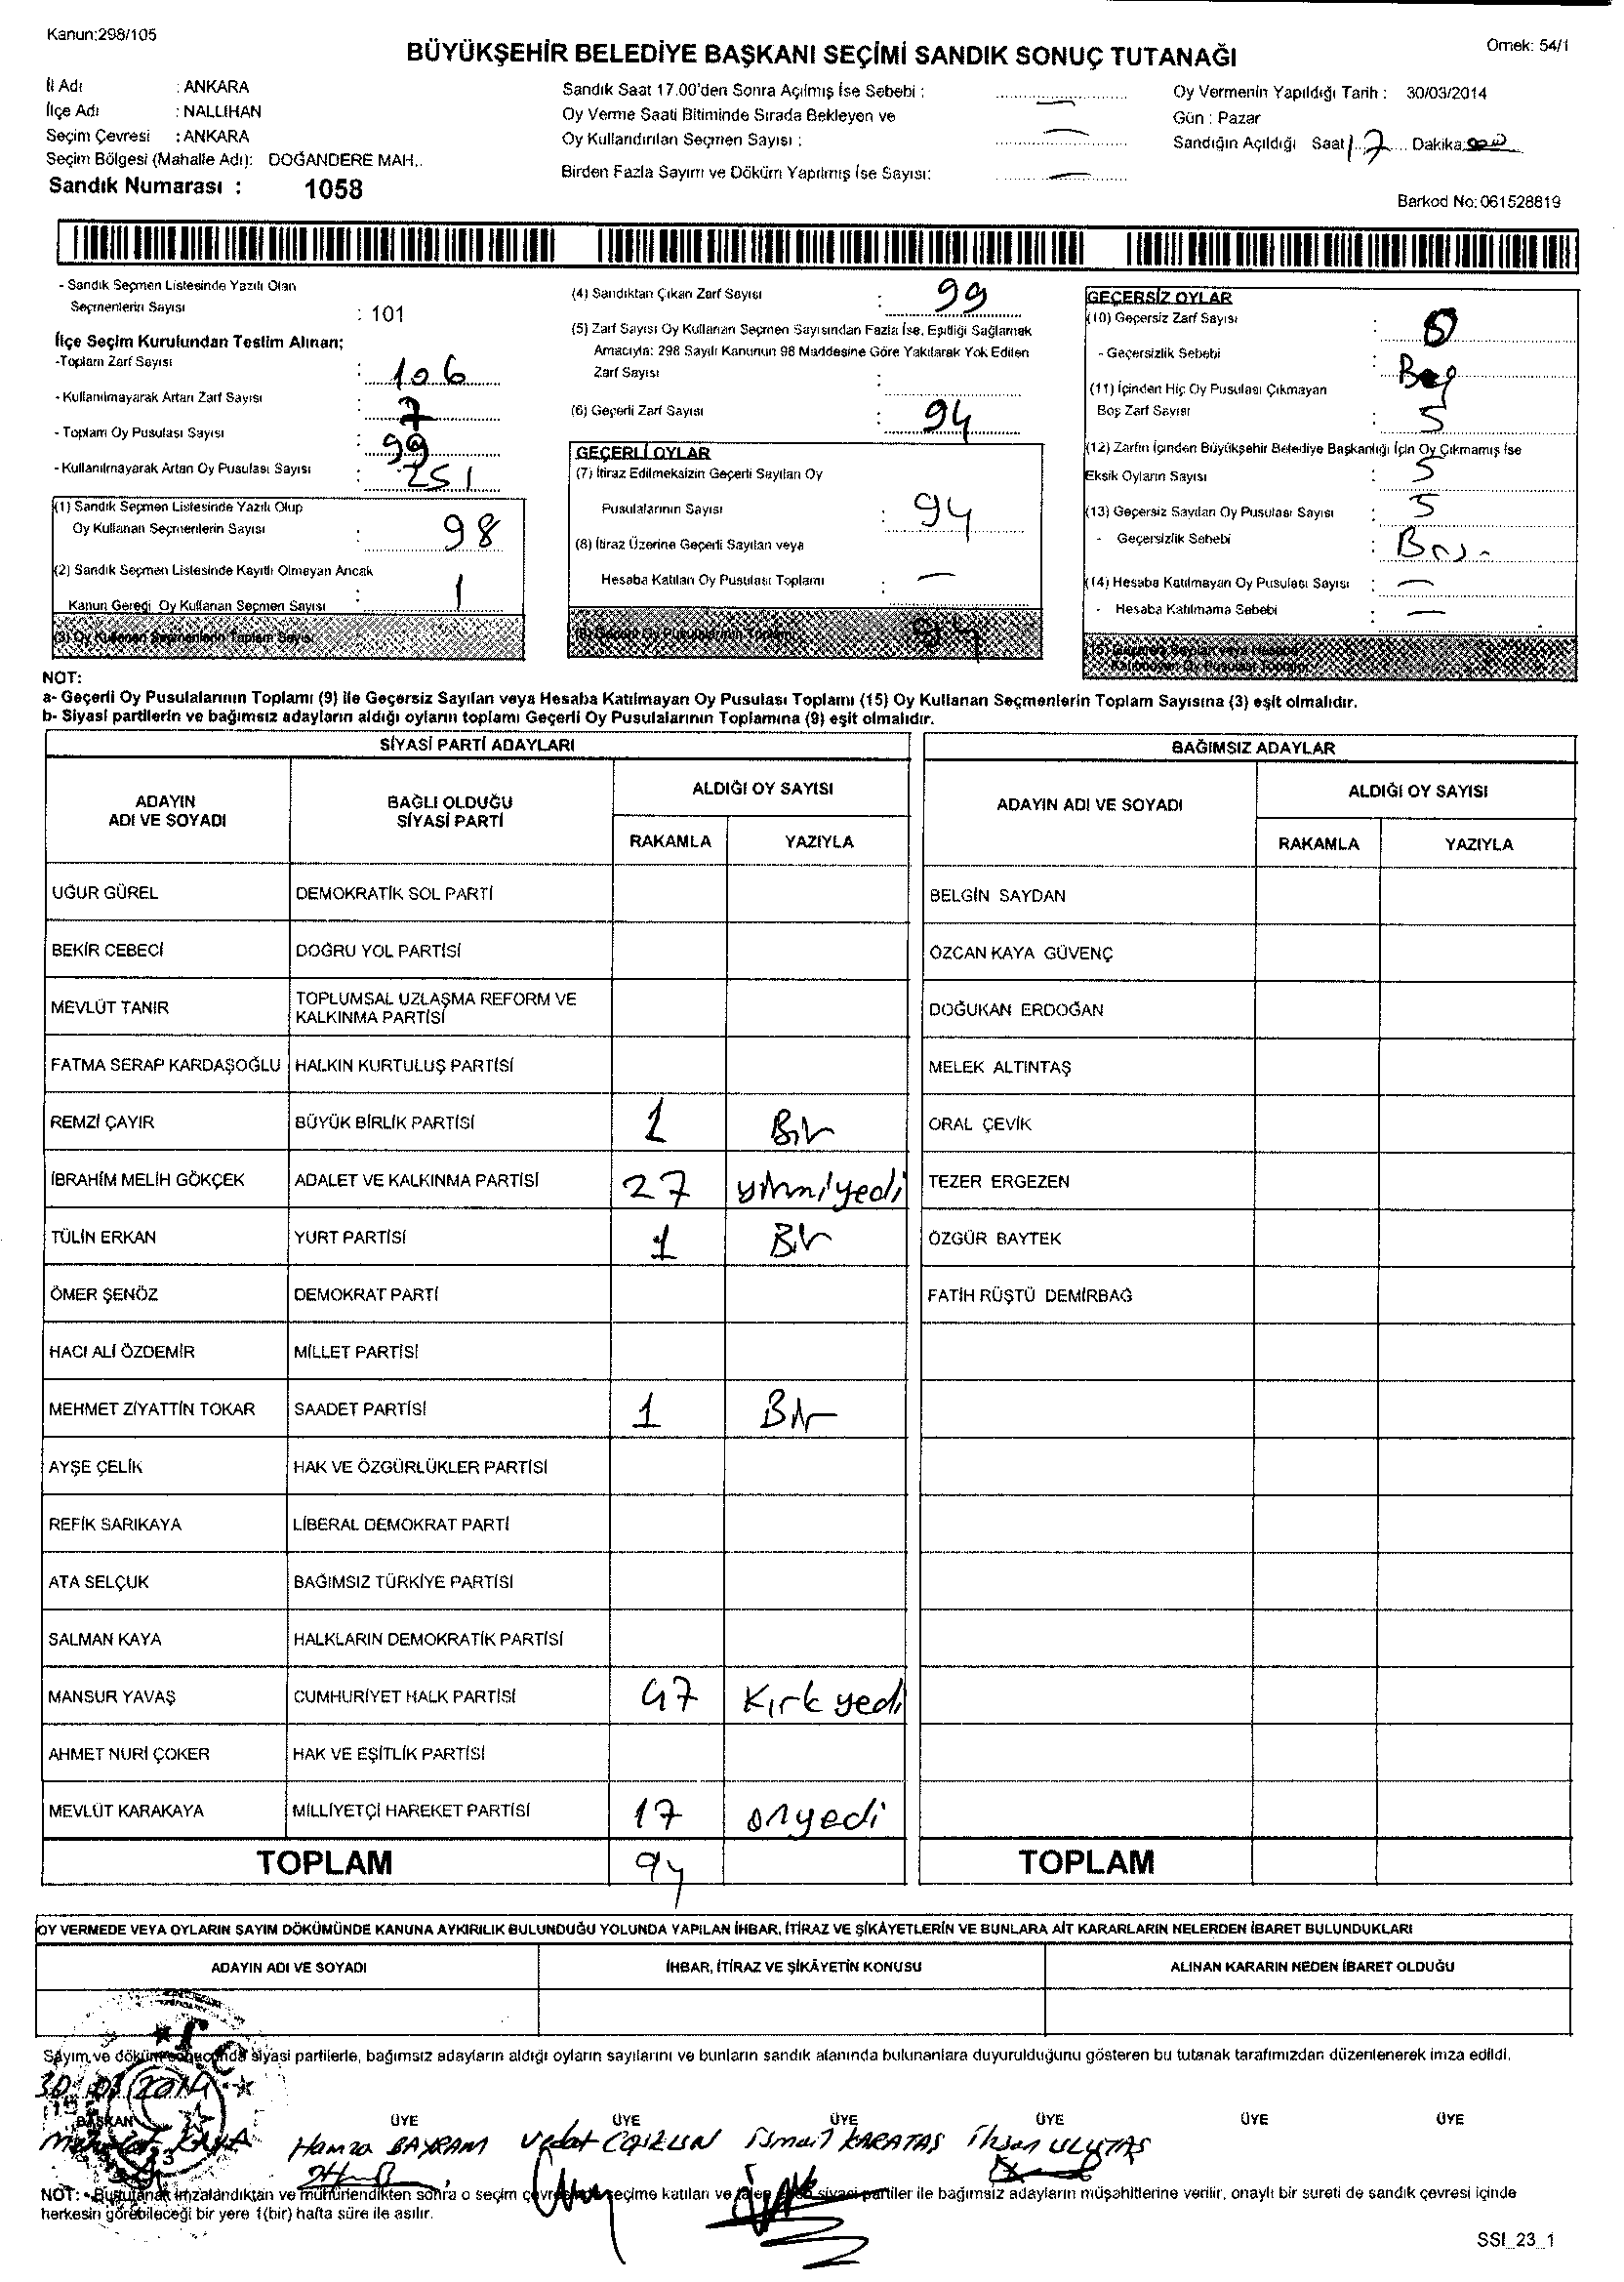 Kanun:298/105
Örnek: 54/1
BÜYÜKŞEHİR BELEDİYE BAŞKANI SEÇİMİ SANDIK SONUÇ TUTANAĞI
İl Adı : ANKARA
İlçe Adı : NALLIHAN
Seçim Çevresi : ANKARA
Seçim Bölgesi (Mahalle Adı): DOĞANDERE MAH..
Sandık Numarası : 1058
Sandık Saat 17.00'den Sonra Açılmış İse Sebebi : —
Oy Verme Saati Bitiminde Sırada Bekleyen ve
Oy Kullandırılan Seçmen Sayısı : —
Birden Fazla Sayım ve Döküm Yapılmış İse Sayısı: —
Oy Vermenin Yapıldığı Tarih : 30/03/2014
Gün : Pazar
Sandığın Açıldığı Saat 17 Dakika
Barkod No: 061528819
- Sandık Seçmen Listesinde Yazılı Olan
Seçmenlerin Sayısı : 101
İlçe Seçim Kurulundan Teslim Alınan;
-Toplam Zarf Sayısı : 106
- Kullanılmayarak Artan Zarf Sayısı : 7
- Toplam Oy Pusulası Sayısı : 99
- Kullanılmayarak Artan Oy Pusulası Sayısı : 251
(1) Sandık Seçmen Listesinde Yazılı Olup
Oy Kullanan Seçmenlerin Sayısı : 98
(2) Sandık Seçmen Listesinde Kayıtlı Olmayan Ancak
Kanun Gereği Oy Kullanan Seçmen Sayısı : 1
(3) Oy Kullanan Seçmenlerin Toplam Sayısı
(4) Sandıktan Çıkan Zarf Sayısı : 99
(5) Zarf Sayısı Oy Kullanan Seçmen Sayısından Fazla İse, Eşitliği Sağlamak
Amacıyla: 298 Sayılı Kanunun 98 Maddesine Göre Yakılarak Yok Edilen
Zarf Sayısı :
(6) Geçerli Zarf Sayısı : 94
GEÇERLİ OYLAR
(7) İtiraz Edilmeksizin Geçerli Sayılan Oy
Pusulalarının Sayısı : 94
(8) İtiraz Üzerine Geçerli Sayılan veya
Hesaba Katılan Oy Pusulası Toplamı : —
(9) Geçerli Oy Pusulalarının Toplamı 94
GEÇERSİZ OYLAR
(10) Geçersiz Zarf Sayısı : 0
- Geçersizlik Sebebi : Boş
(11) İçinden Hiç Oy Pusulası Çıkmayan
Boş Zarf Sayısı : 5
(12) Zarfın İçinden Büyükşehir Belediye Başkanlığı İçin Oy Çıkmamış İse
Eksik Oyların Sayısı : 5
(13) Geçersiz Sayılan Oy Pusulası Sayısı : 5
- Geçersizlik Sebebi : Boş
(14) Hesaba Katılmayan Oy Pusulası Sayısı : —
- Hesaba Katılmama Sebebi : —
(15) Geçersiz Sayılan veya Hesaba
Katılmayan Oy Pusulası Toplamı
NOT:
a- Geçerli Oy Pusulalarının Toplamı (9) ile Geçersiz Sayılan veya Hesaba Katılmayan Oy Pusulası Toplamı (15) Oy Kullanan Seçmenlerin Toplam Sayısına (3) eşit olmalıdır.
b- Siyasi partilerin ve bağımsız adayların aldığı oyların toplamı Geçerli Oy Pusulalarının Toplamına (9) eşit olmalıdır.
SİYASİ PARTİ ADAYLARI
ADAYIN ADI VE SOYADI BAĞLI OLDUĞU SİYASİ PARTİ ALDIĞI OY SAYISI
RAKAMLA YAZIYLA
UĞUR GÜREL DEMOKRATİK SOL PARTİ
BEKİR CEBECİ DOĞRU YOL PARTİSİ
MEVLÜT TANIR TOPLUMSAL UZLAŞMA REFORM VE
KALKINMA PARTİSİ
FATMA SERAP KARDAŞOĞLU HALKIN KURTULUŞ PARTİSİ
REMZİ ÇAYIR BÜYÜK BİRLİK PARTİSİ 1 Bir
İBRAHİM MELİH GÖKÇEK ADALET VE KALKINMA PARTİSİ 27 yirmiyedi
TÜLİN ERKAN YURT PARTİSİ 1 Bir
ÖMER ŞENÖZ DEMOKRAT PARTİ
HACI ALİ ÖZDEMİR MİLLET PARTİSİ
MEHMET ZİYATTİN TOKAR SAADET PARTİSİ 1 Bir
AYŞE ÇELİK HAK VE ÖZGÜRLÜKLER PARTİSİ
REFİK SARIKAYA LİBERAL DEMOKRAT PARTİ
ATA SELÇUK BAĞIMSIZ TÜRKİYE PARTİSİ
SALMAN KAYA HALKLARIN DEMOKRATİK PARTİSİ
MANSUR YAVAŞ CUMHURİYET HALK PARTİSİ 47 Kırk yedi
AHMET NURİ ÇOKER HAK VE EŞİTLİK PARTİSİ
MEVLÜT KARAKAYA MİLLİYETÇİ HAREKET PARTİSİ 17 onyedi
TOPLAM 94
BAĞIMSIZ ADAYLAR
ADAYIN ADI VE SOYADI ALDIĞI OY SAYISI
RAKAMLA YAZIYLA
BELGİN SAYDAN
ÖZCAN KAYA GÜVENÇ
DOĞUKAN ERDOĞAN
MELEK ALTINTAŞ
ORAL ÇEVİK
TEZER ERGEZEN
ÖZGÜR BAYTEK
FATİH RÜŞTÜ DEMİRBAĞ
TOPLAM
OY VERMEDE VEYA OYLARIN SAYIM DÖKÜMÜNDE KANUNA AYKIRILIK BULUNDUĞU YOLUNDA YAPILAN İHBAR, İTİRAZ VE ŞİKÂYETLERİN VE BUNLARA AİT KARARLARIN NELERDEN İBARET BULUNDUKLARI
ADAYIN ADI VE SOYADI İHBAR, İTİRAZ VE ŞİKÂYETİN KONUSU ALINAN KARARIN NEDEN İBARET OLDUĞU
Sayım ve döküm sonucunda siyasi partilerle, bağımsız adayların aldığı oyların sayılarını ve bunların sandık alanında bulunanlara duyurulduğunu gösteren bu tutanak tarafımızdan düzenlenerek imza edildi.
30/03/2014
BAŞKAN ÜYE ÜYE ÜYE ÜYE ÜYE ÜYE
KAYA Hamza BAYRAM Vedat İsmail KARATAŞ İhsan ULUTAŞ
NOT: - Bu tutanak imzalandıktan ve mühürlendikten sonra o seçim çevresinde seçime katılan ve siyasi partiler ile bağımsız adayların müşahitlerine verilir, onaylı bir sureti de sandık çevresi içinde
herkesin görebileceği bir yere 1(bir) hafta süre ile asılır.
SSI_23_1